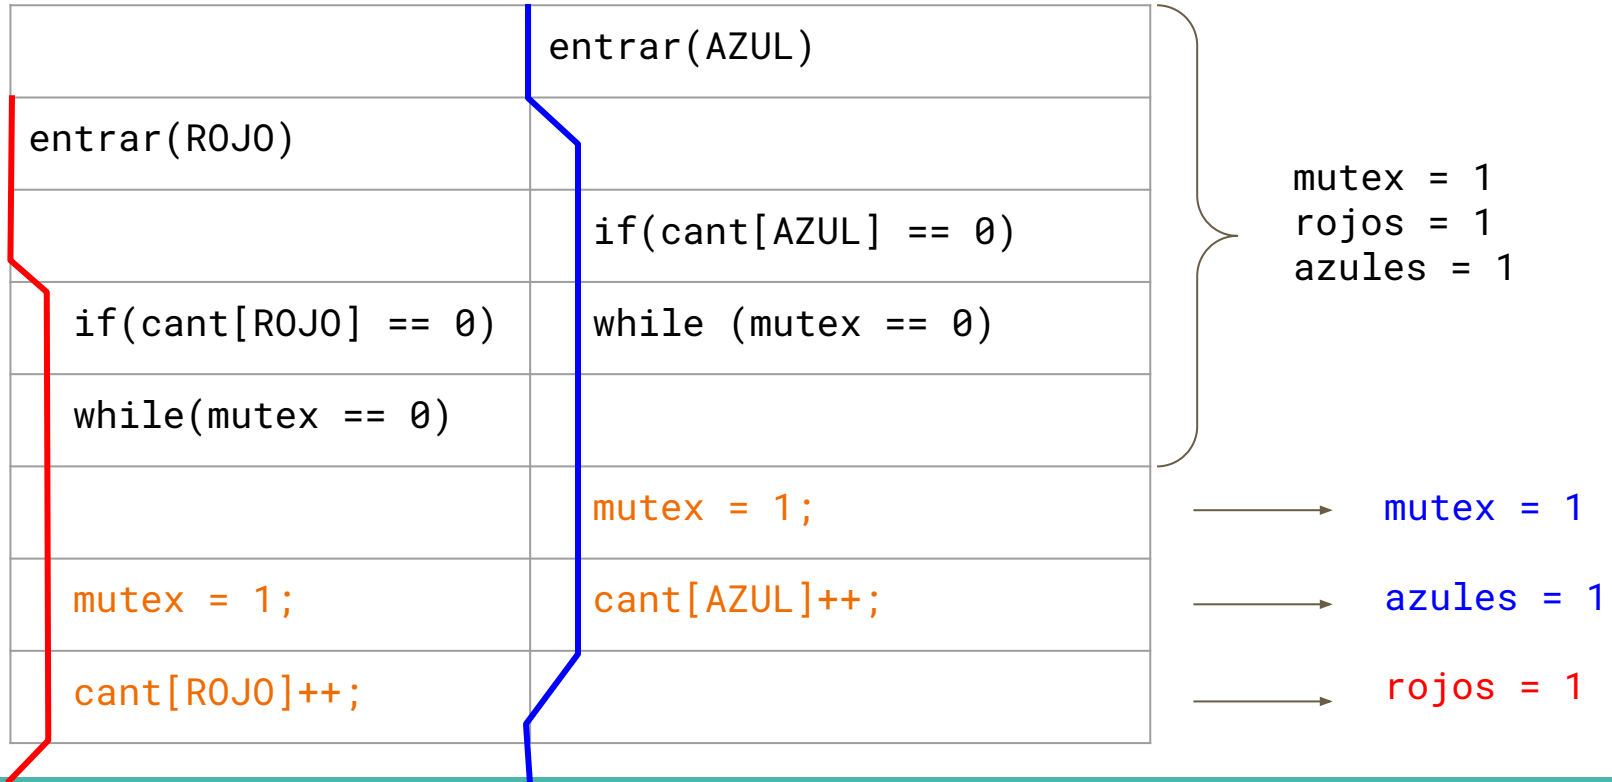 entrar(AZUL)
entrar(ROJO)
if(cant[AZUL] == 0)
if(cant[ROJO] == 0)
while (mutex == 0)
while(mutex == 0)
mutex = 1;
mutex = 1;
cant[AZUL]++;
cant[ROJO]++;
mutex = 1
rojos = 1
azules = 1
mutex = 1
azules = 1
rojos = 1